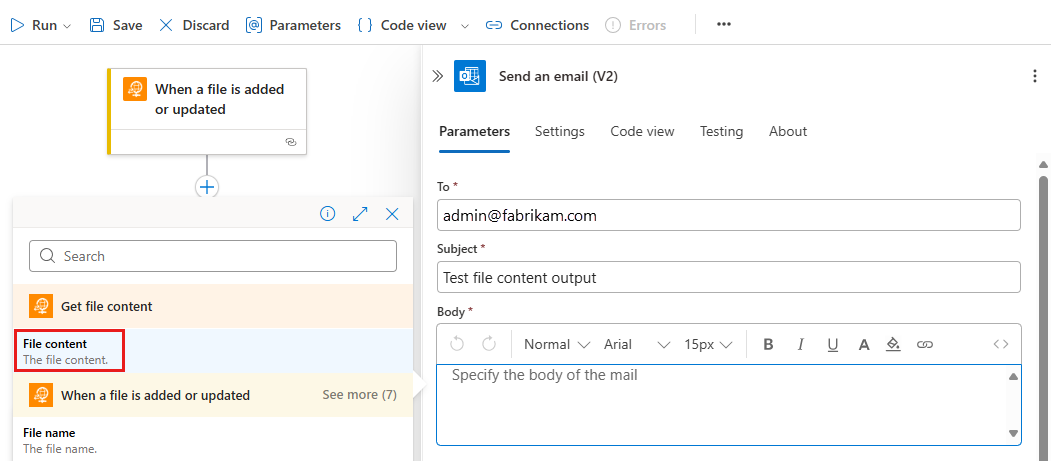 Run Save Discard Parameters Code view Connections Errors
When a file is added
or updated
Search
Get file content
File content
The file content.
When a file is added or updated See more (7)
File name
The file name.
Send an email (V2)
Parameters Settings Code view Testing About
To *
admin@fabrikam.com
Subject *
Test file content output
Body *
Normal Arial 15px B I U A
Specify the body of the mail